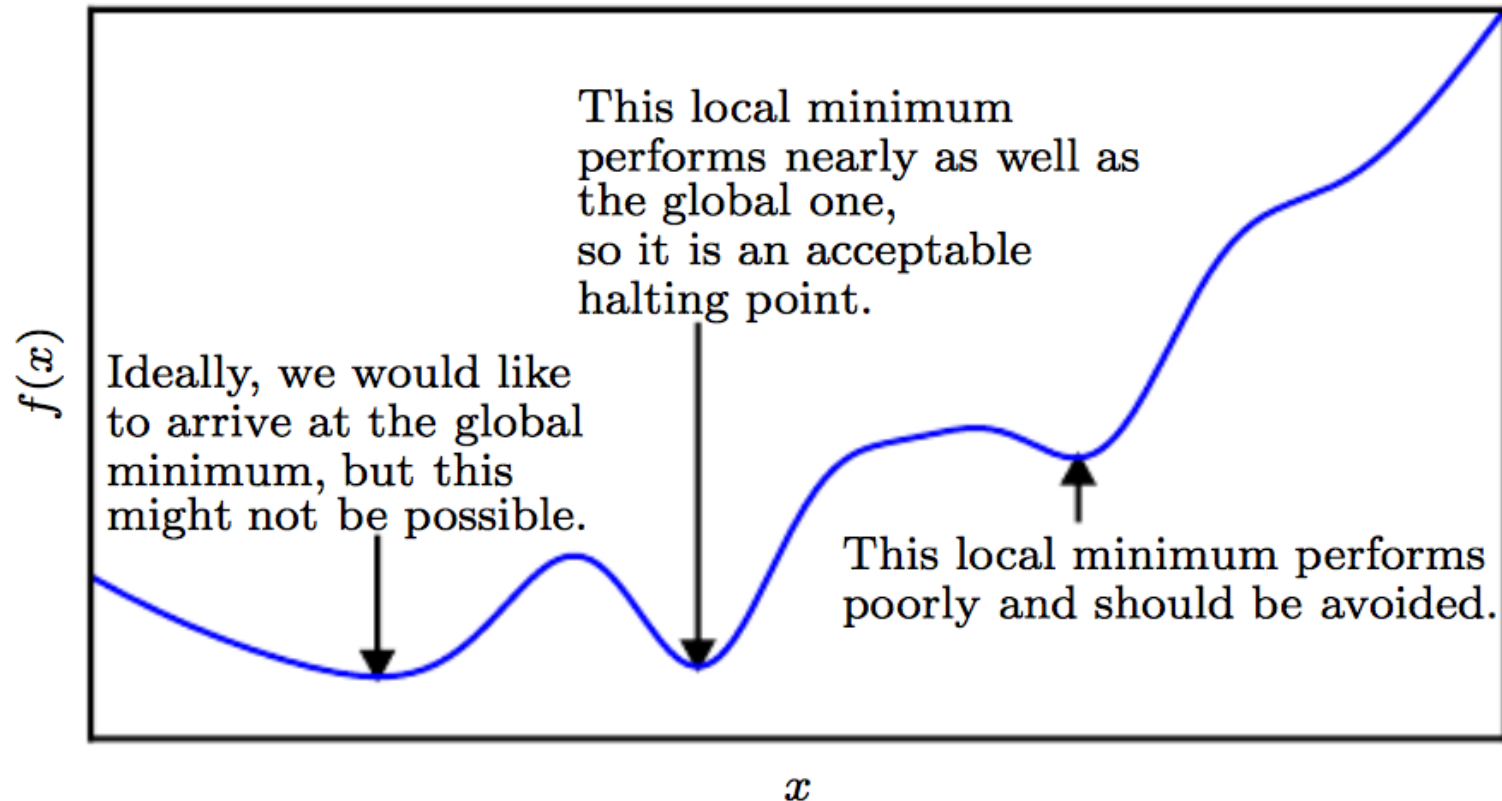 This local minimum
performs nearly as well as
the global one,
so it is an acceptable
halting point.
Ideally, we would like
to arrive at the global
minimum, but this
might not be possible.
This local minimum performs
poorly and should be avoided.
f(x)
x